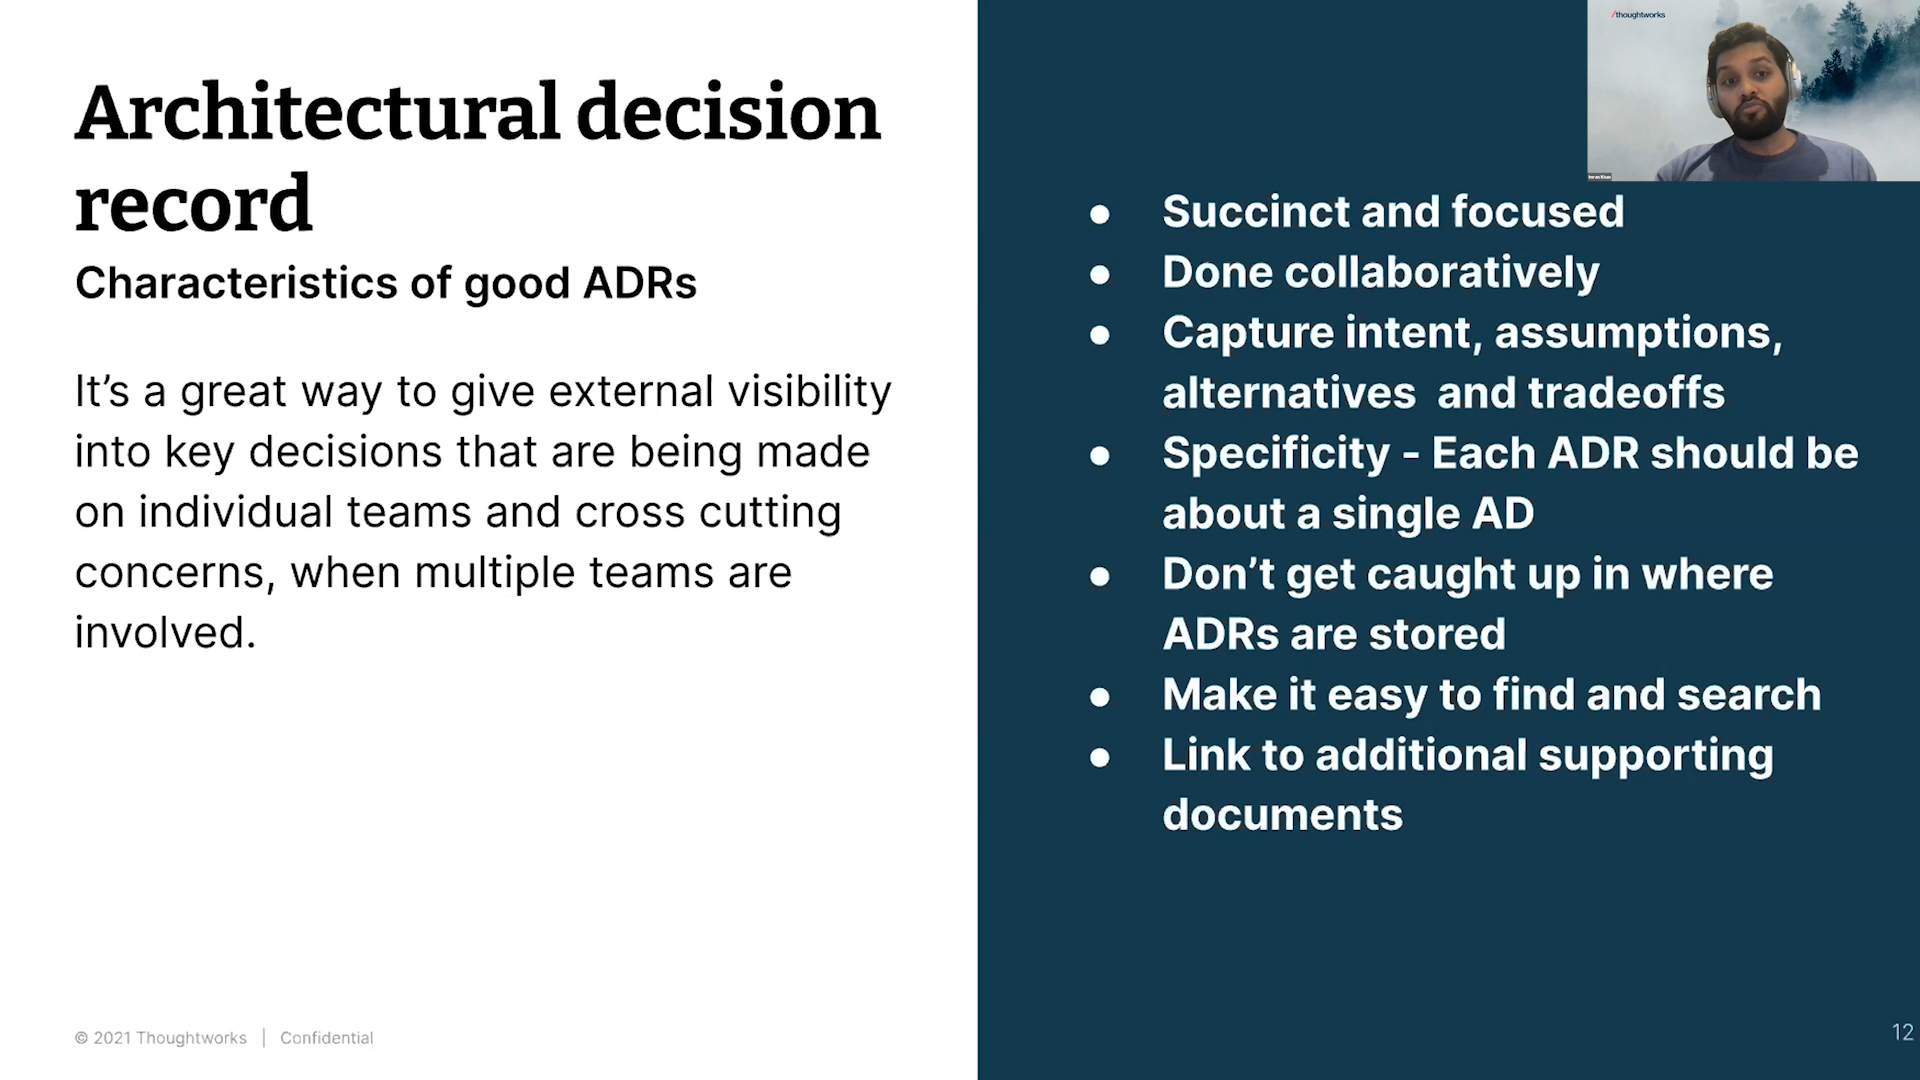 Architectural decision
record
Characteristics of good ADRs
It’s a great way to give external visibility
into key decisions that are being made
on individual teams and cross cutting
concerns, when multiple teams are
involved.
© 2021 Thoughtworks | Confidential
/thoughtworks
Imran Khan
● Succinct and focused
● Done collaboratively
● Capture intent, assumptions,
alternatives and tradeoffs
● Specificity - Each ADR should be
about a single AD
● Don’t get caught up in where
ADRs are stored
● Make it easy to find and search
● Link to additional supporting
documents
12